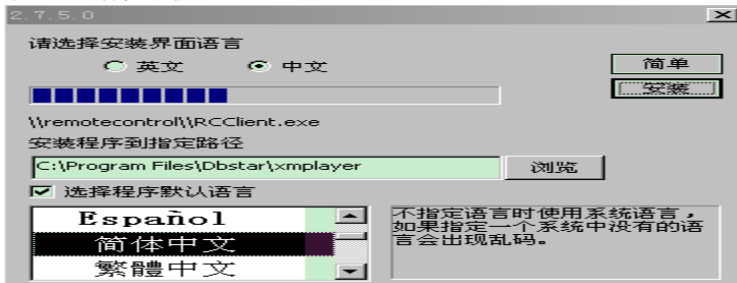 2.7.5.0
请选择安装界面语言
英文 中文
简单
安装
\\remotecontrol\\RCClient.exe
安装程序到指定路径
C:\Program Files\Dbstar\xmplayer
浏览
选择程序默认语言
Español
简体中文
繁體中文
不指定语言时使用系统语言，
如果指定一个系统中没有的语
言会出现乱码。